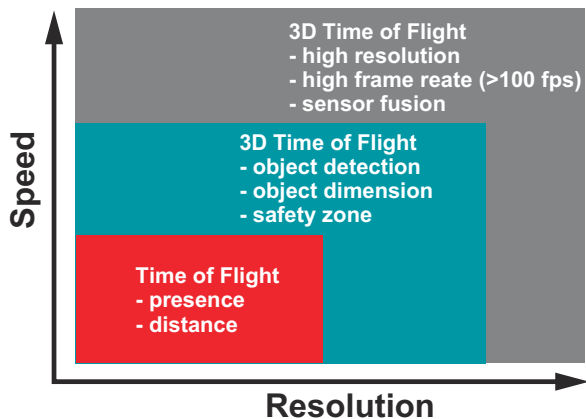 3D Time of Flight
- high resolution
- high frame reate (>100 fps)
- sensor fusion
3D Time of Flight
- object detection
- object dimension
- safety zone
Time of Flight
- presence
- distance
Speed
Resolution